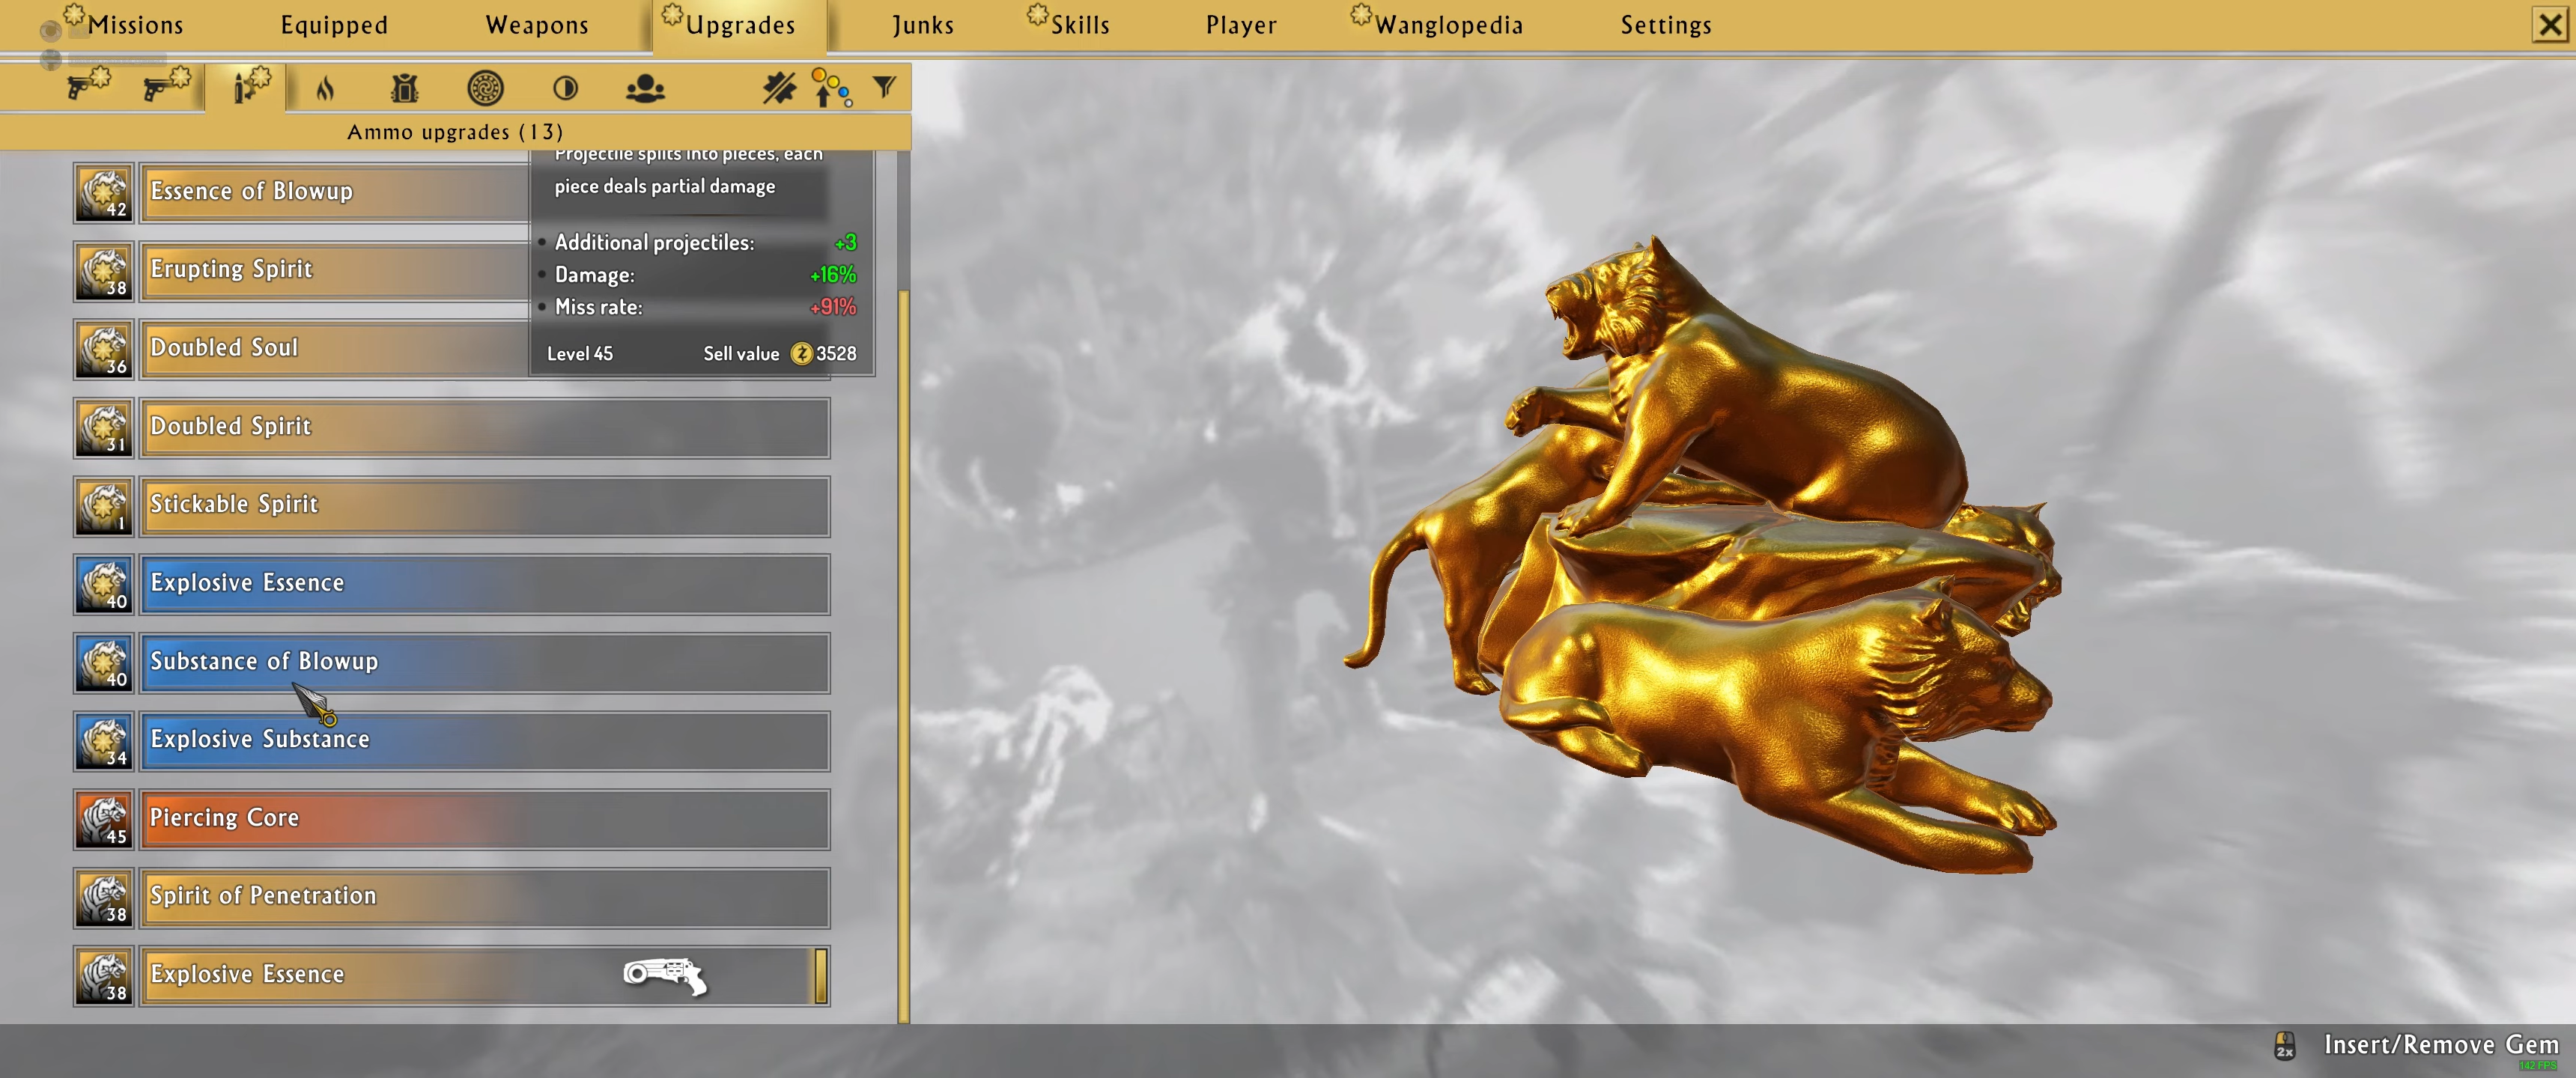 Missions Equipped Weapons Upgrades Junks Skills Player Wanglopedia Settings
Ammo upgrades (13)
Projectile splits into pieces, each
piece deals partial damage
Additional projectiles: +3
Damage: +16%
Miss rate: +91%
Level 45 Sell value 3528
42 Essence of Blowup
38 Erupting Spirit
36 Doubled Soul
31 Doubled Spirit
1 Stickable Spirit
40 Explosive Essence
40 Substance of Blowup
34 Explosive Substance
45 Piercing Core
38 Spirit of Penetration
38 Explosive Essence
2x Insert/Remove Gem
142 FPS